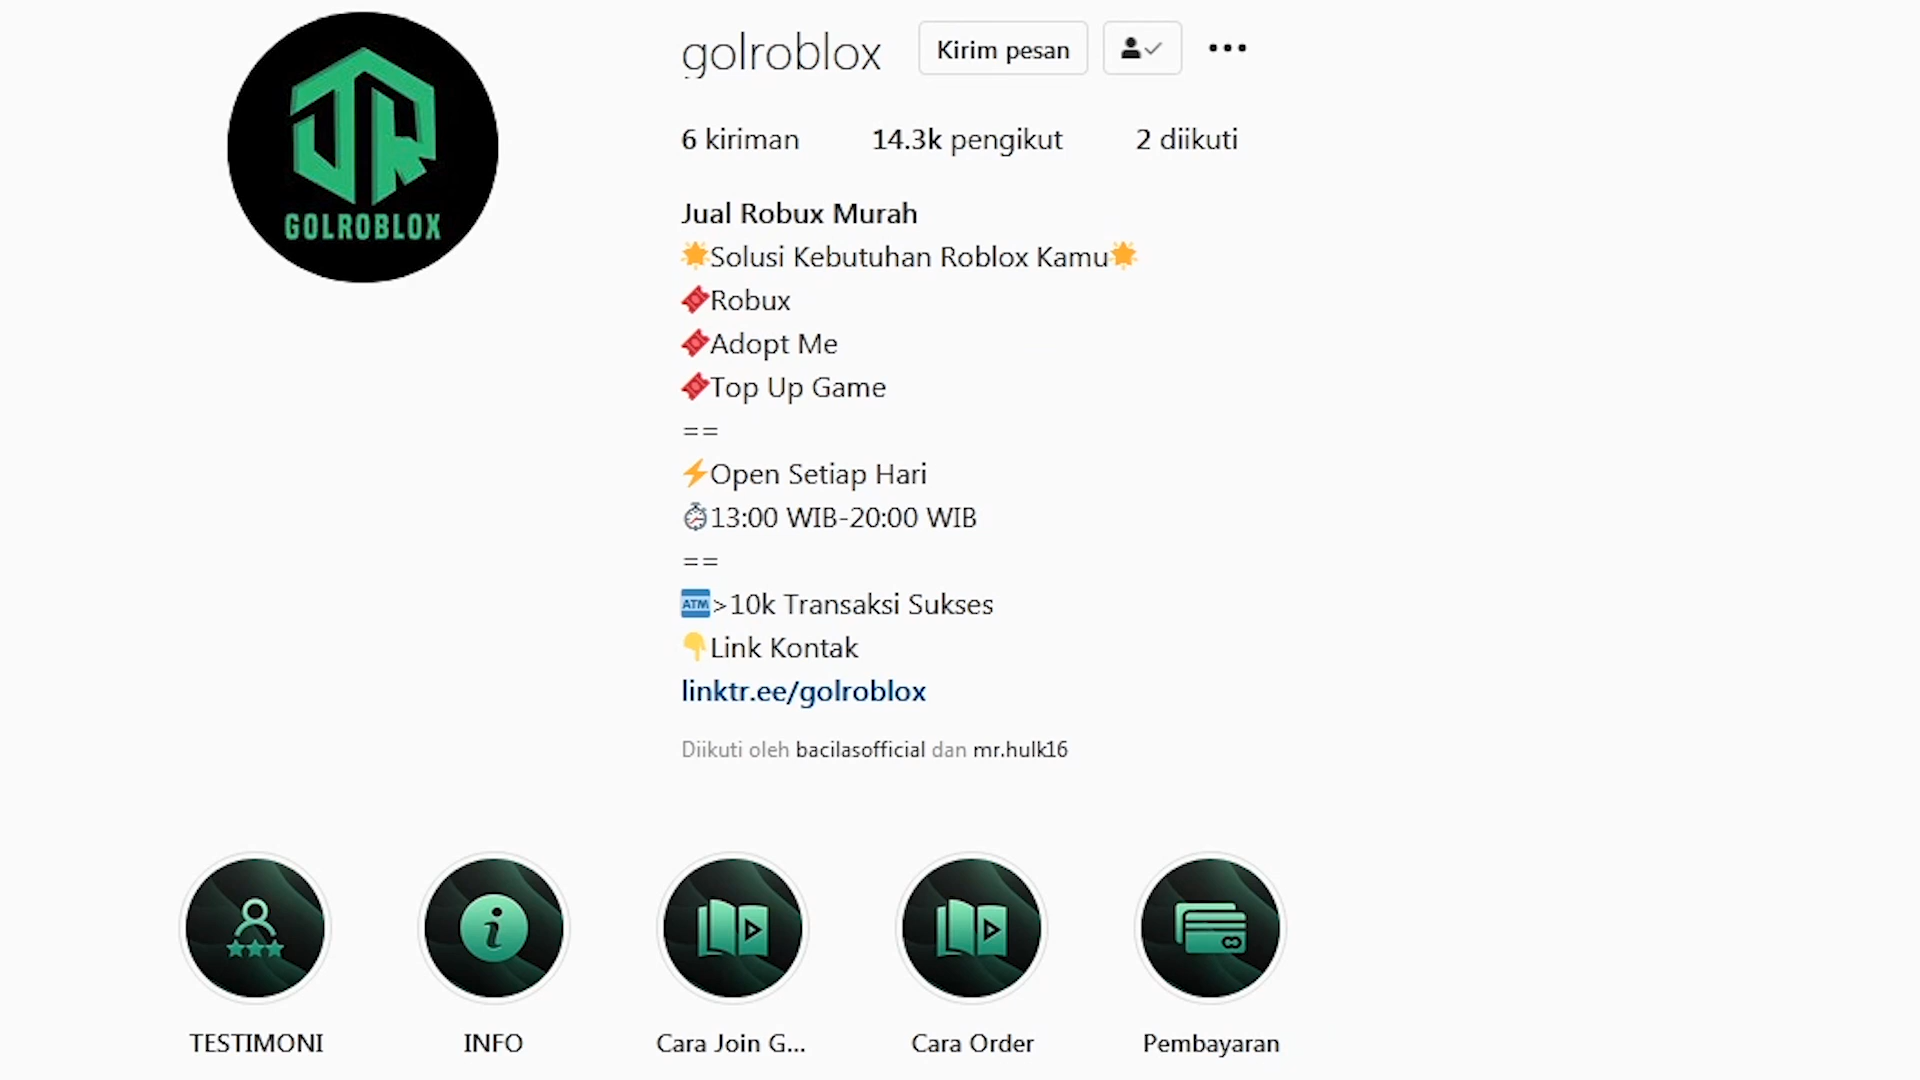 golroblox
Kirim pesan
6 kiriman 14.3k pengikut 2 diikuti
Jual Robux Murah
🌟Solusi Kebutuhan Roblox Kamu🌟
🎟️Robux
🎟️Adopt Me
🎟️Top Up Game
==
⚡Open Setiap Hari
⏱️13:00 WIB-20:00 WIB
==
🏧>10k Transaksi Sukses
👇Link Kontak
linktr.ee/golroblox
Diikuti oleh bacilasofficial dan mr.hulk16
GOLROBLOX
TESTIMONI
INFO
Cara Join G...
Cara Order
Pembayaran